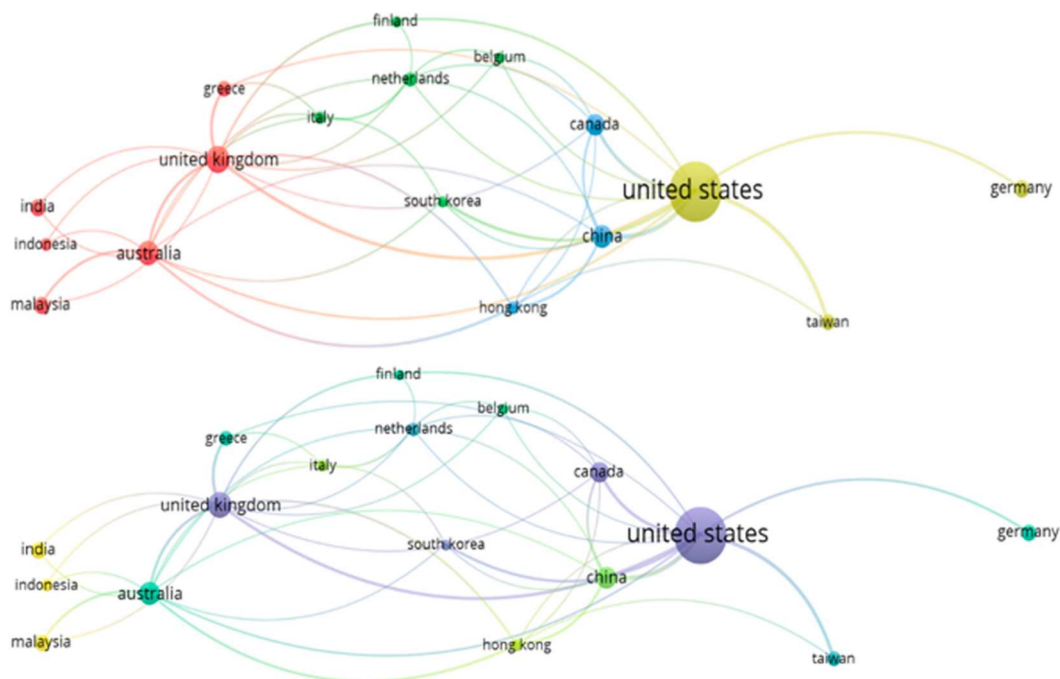 finland
belgium
netherlands
greece
italy
canada
united kingdom
united states
germany
india
south korea
china
indonesia
australia
malaysia
hong kong
taiwan
finland
belgium
netherlands
greece
italy
canada
united kingdom
united states
germany
south korea
india
china
indonesia
australia
malaysia
hong kong
taiwan